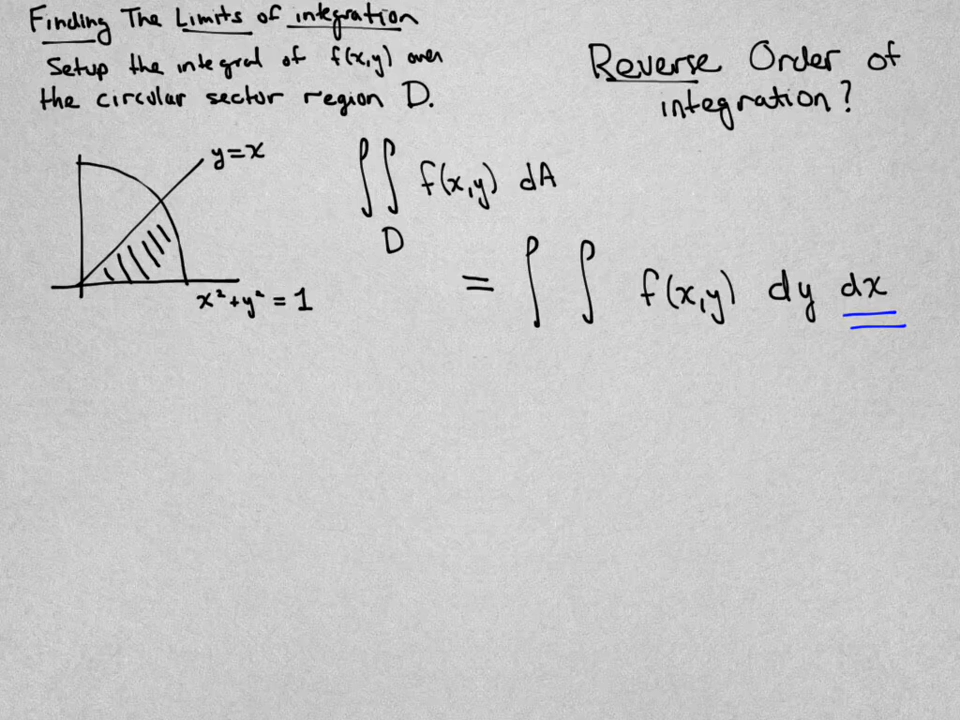 Finding The Limits of integration
Setup the integral of f(x,y) over
the circular sector region D.
Reverse Order of
integration?
y=x
x²+y²=1
∬ f(x,y) dA
D
= ∫ ∫ f(x,y) dy dx